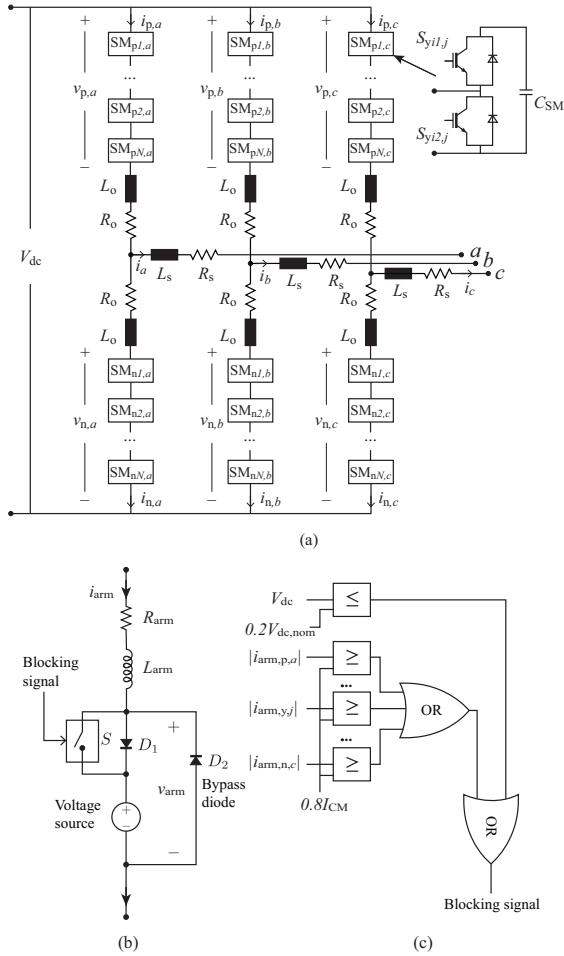 i_p,a i_p,b i_p,c
+ + +
SM_p1,a SM_p1,b SM_p1,c
S_yi1,j
... ... ...
v_p,a v_p,b v_p,c
C_SM
SM_p2,a SM_p2,b SM_p2,c
S_yi2,j
SM_pN,a SM_pN,b SM_pN,c
− − −
L_o L_o L_o
R_o R_o R_o
V_dc
a
b
c
i_a L_s R_s
i_b L_s R_s
L_s R_s i_c
R_o R_o R_o
L_o L_o L_o
+ + +
SM_n1,a SM_n1,b SM_n1,c
v_n,a v_n,b v_n,c
SM_n2,a SM_n2,b SM_n2,c
... ... ...
SM_nN,a SM_nN,b SM_nN,c
− − −
i_n,a i_n,b i_n,c
(a)
i_arm
R_arm
L_arm
Blocking
signal
S
D_1
+
D_2
Bypass
diode
v_arm
Voltage
source
+
−
−
(b)
V_dc
≤
0.2V_dc,nom
|i_arm,p,a|
≥
...
|i_arm,y,j|
≥
OR
...
|i_arm,n,c|
≥
0.8I_CM
OR
Blocking signal
(c)